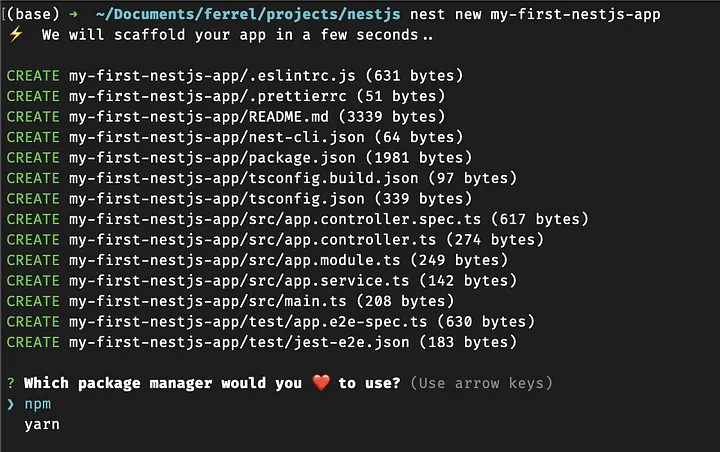 (base) ➜ ~/Documents/ferrel/projects/nestjs nest new my-first-nestjs-app
⚡ We will scaffold your app in a few seconds..
CREATE my-first-nestjs-app/.eslintrc.js (631 bytes)
CREATE my-first-nestjs-app/.prettierrc (51 bytes)
CREATE my-first-nestjs-app/README.md (3339 bytes)
CREATE my-first-nestjs-app/nest-cli.json (64 bytes)
CREATE my-first-nestjs-app/package.json (1981 bytes)
CREATE my-first-nestjs-app/tsconfig.build.json (97 bytes)
CREATE my-first-nestjs-app/tsconfig.json (339 bytes)
CREATE my-first-nestjs-app/src/app.controller.spec.ts (617 bytes)
CREATE my-first-nestjs-app/src/app.controller.ts (274 bytes)
CREATE my-first-nestjs-app/src/app.module.ts (249 bytes)
CREATE my-first-nestjs-app/src/app.service.ts (142 bytes)
CREATE my-first-nestjs-app/src/main.ts (208 bytes)
CREATE my-first-nestjs-app/test/app.e2e-spec.ts (630 bytes)
CREATE my-first-nestjs-app/test/jest-e2e.json (183 bytes)
? Which package manager would you ❤️ to use? (Use arrow keys)
❯ npm
yarn